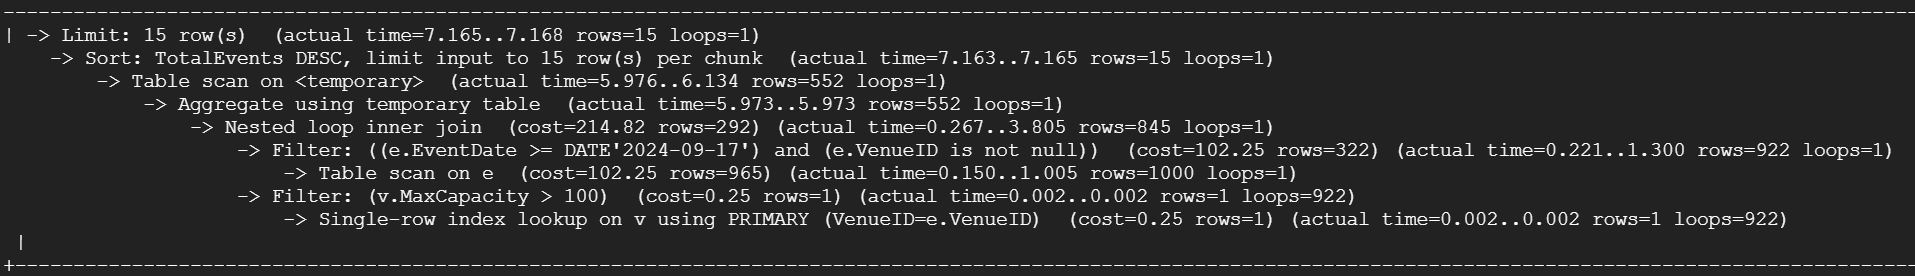 | -> Limit: 15 row(s)  (actual time=7.165..7.168 rows=15 loops=1)
    -> Sort: TotalEvents DESC, limit input to 15 row(s) per chunk  (actual time=7.163..7.165 rows=15 loops=1)
        -> Table scan on <temporary>  (actual time=5.976..6.134 rows=552 loops=1)
            -> Aggregate using temporary table  (actual time=5.973..5.973 rows=552 loops=1)
                -> Nested loop inner join  (cost=214.82 rows=292) (actual time=0.267..3.805 rows=845 loops=1)
                    -> Filter: ((e.EventDate >= DATE'2024-09-17') and (e.VenueID is not null))  (cost=102.25 rows=322) (actual time=0.221..1.300 rows=922 loops=1)
                        -> Table scan on e  (cost=102.25 rows=965) (actual time=0.150..1.005 rows=1000 loops=1)
                    -> Filter: (v.MaxCapacity > 100)  (cost=0.25 rows=1) (actual time=0.002..0.002 rows=1 loops=922)
                        -> Single-row index lookup on v using PRIMARY (VenueID=e.VenueID)  (cost=0.25 rows=1) (actual time=0.002..0.002 rows=1 loops=922)
 |